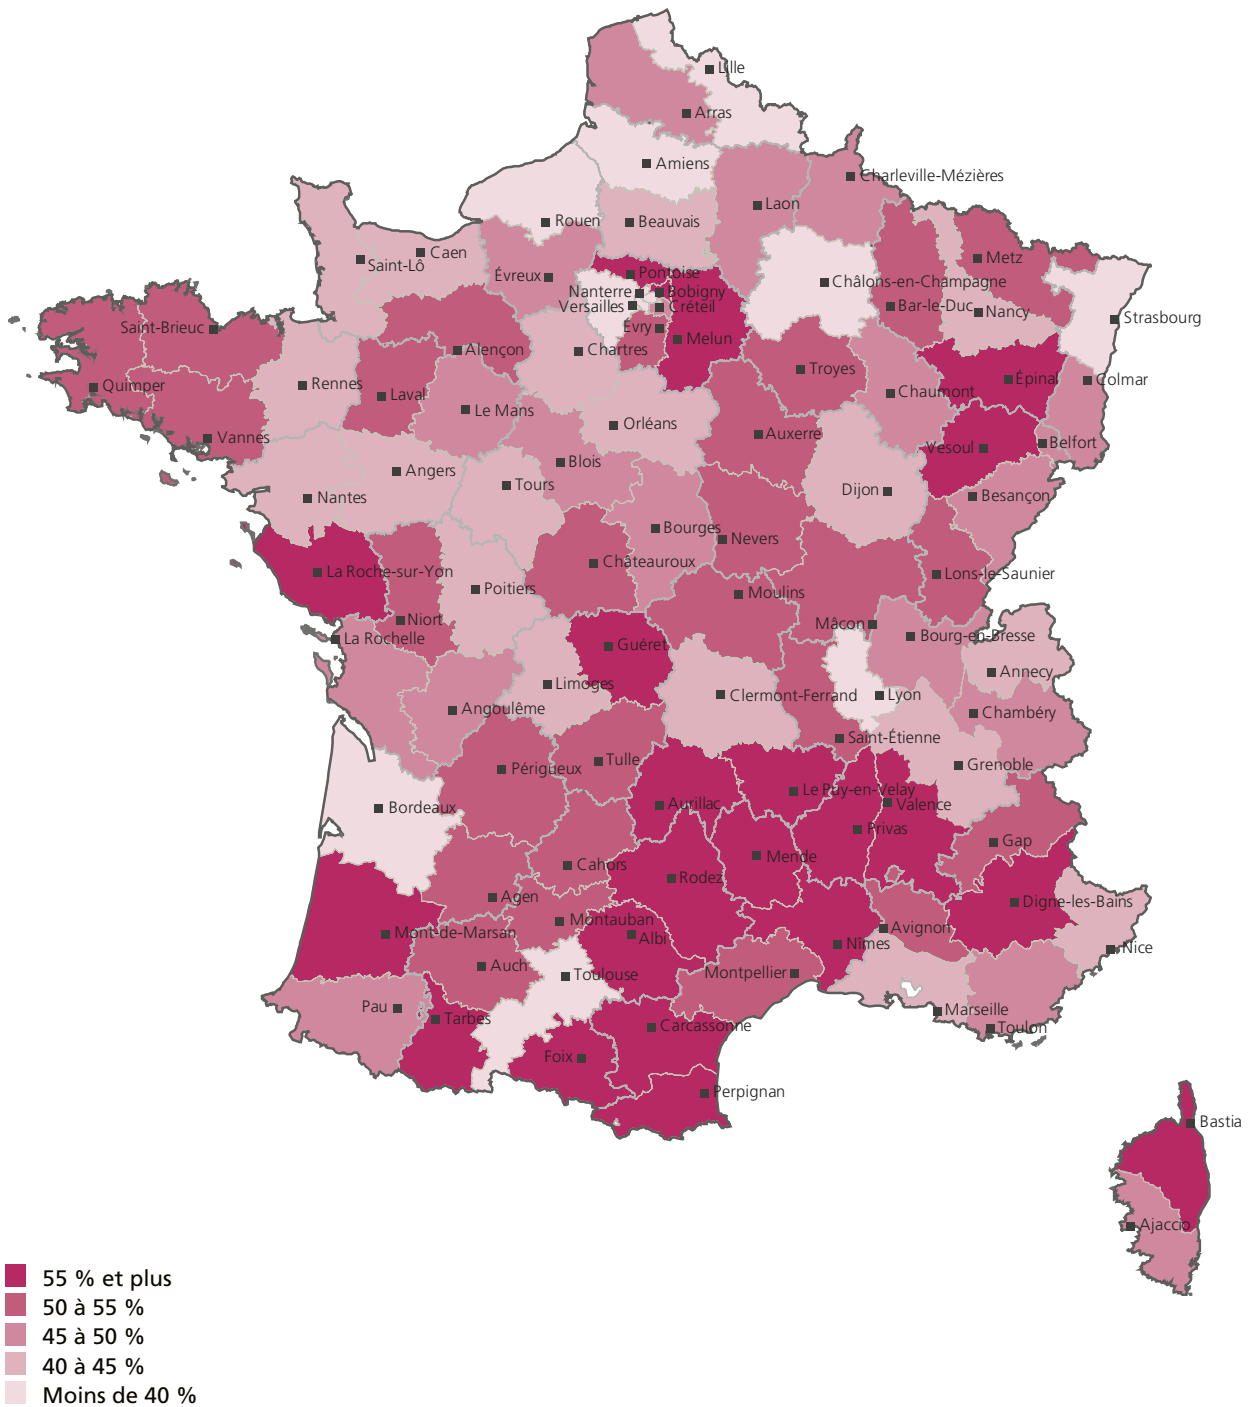 Lille
Arras
Amiens
Charleville-Mézières
Laon
Rouen
Beauvais
Caen
Saint-Lô
Metz
Évreux
Pontoise
Châlons-en-Champagne
Nanterre
Bobigny
Versailles
Créteil
Bar-le-Duc
Nancy
Strasbourg
Saint-Brieuc
Evry
Melun
Alençon
Chartres
Troyes
Épinal
Colmar
Quimper
Rennes
Laval
Chaumont
Le Mans
Orléans
Auxerre
Vannes
Vesoul
Belfort
Blois
Angers
Tours
Dijon
Besançon
Nantes
Bourges
Nevers
Châteauroux
La Roche-sur-Yon
Lons-le-Saunier
Poitiers
Moulins
Niort
Mâcon
La Rochelle
Bourg-en-Bresse
Guéret
Annecy
Limoges
Clermont-Ferrand
Lyon
Angoulême
Chambéry
Saint-Étienne
Tulle
Périgueux
Grenoble
Le Puy-en-Velay
Bordeaux
Aurillac
Valence
Privas
Gap
Mende
Cahors
Rodez
Agen
Digne-les-Bains
Montauban
Avignon
Mont-de-Marsan
Albi
Nîmes
Nice
Auch
Toulouse
Montpellier
Pau
Tarbes
Marseille
Carcassonne
Toulon
Foix
Perpignan
Bastia
Ajaccio
55 % et plus
50 à 55 %
45 à 50 %
40 à 45 %
Moins de 40 %